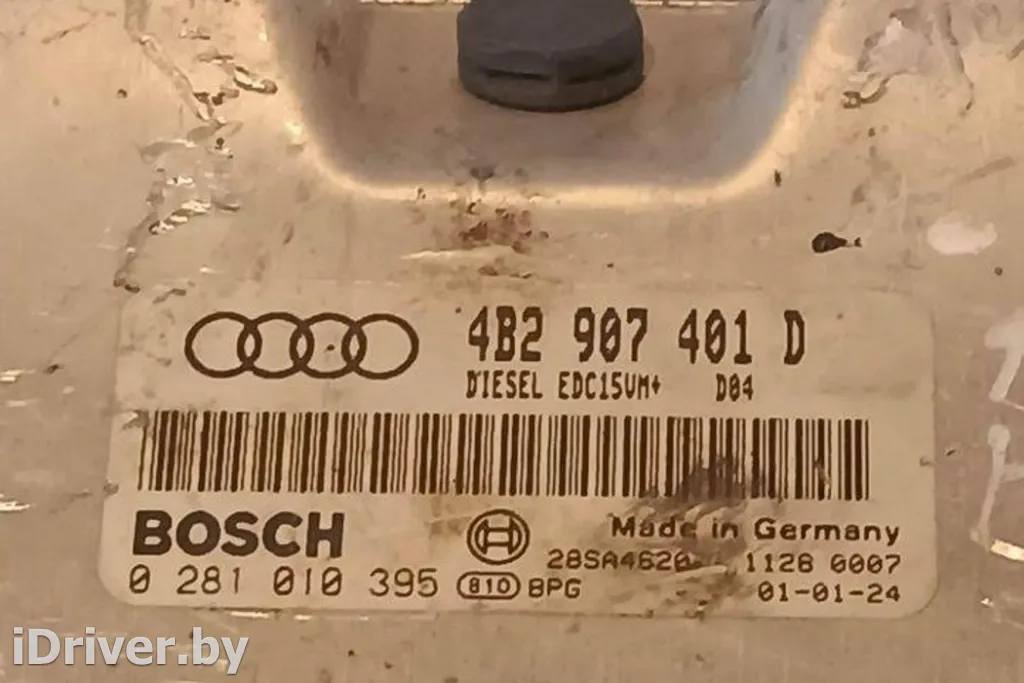 4B2 907 401 D
DIESEL EDC15VM+ D04
BOSCH
Made in Germany
28SA4620 1128 0007
0 281 010 395 810 BPG
01-01-24
iDriver.by